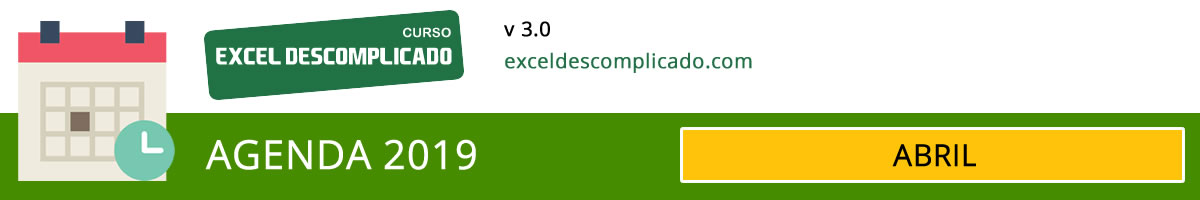 CURSO
EXCEL DESCOMPLICADO
v 3.0
exceldescomplicado.com
AGENDA 2019
ABRIL